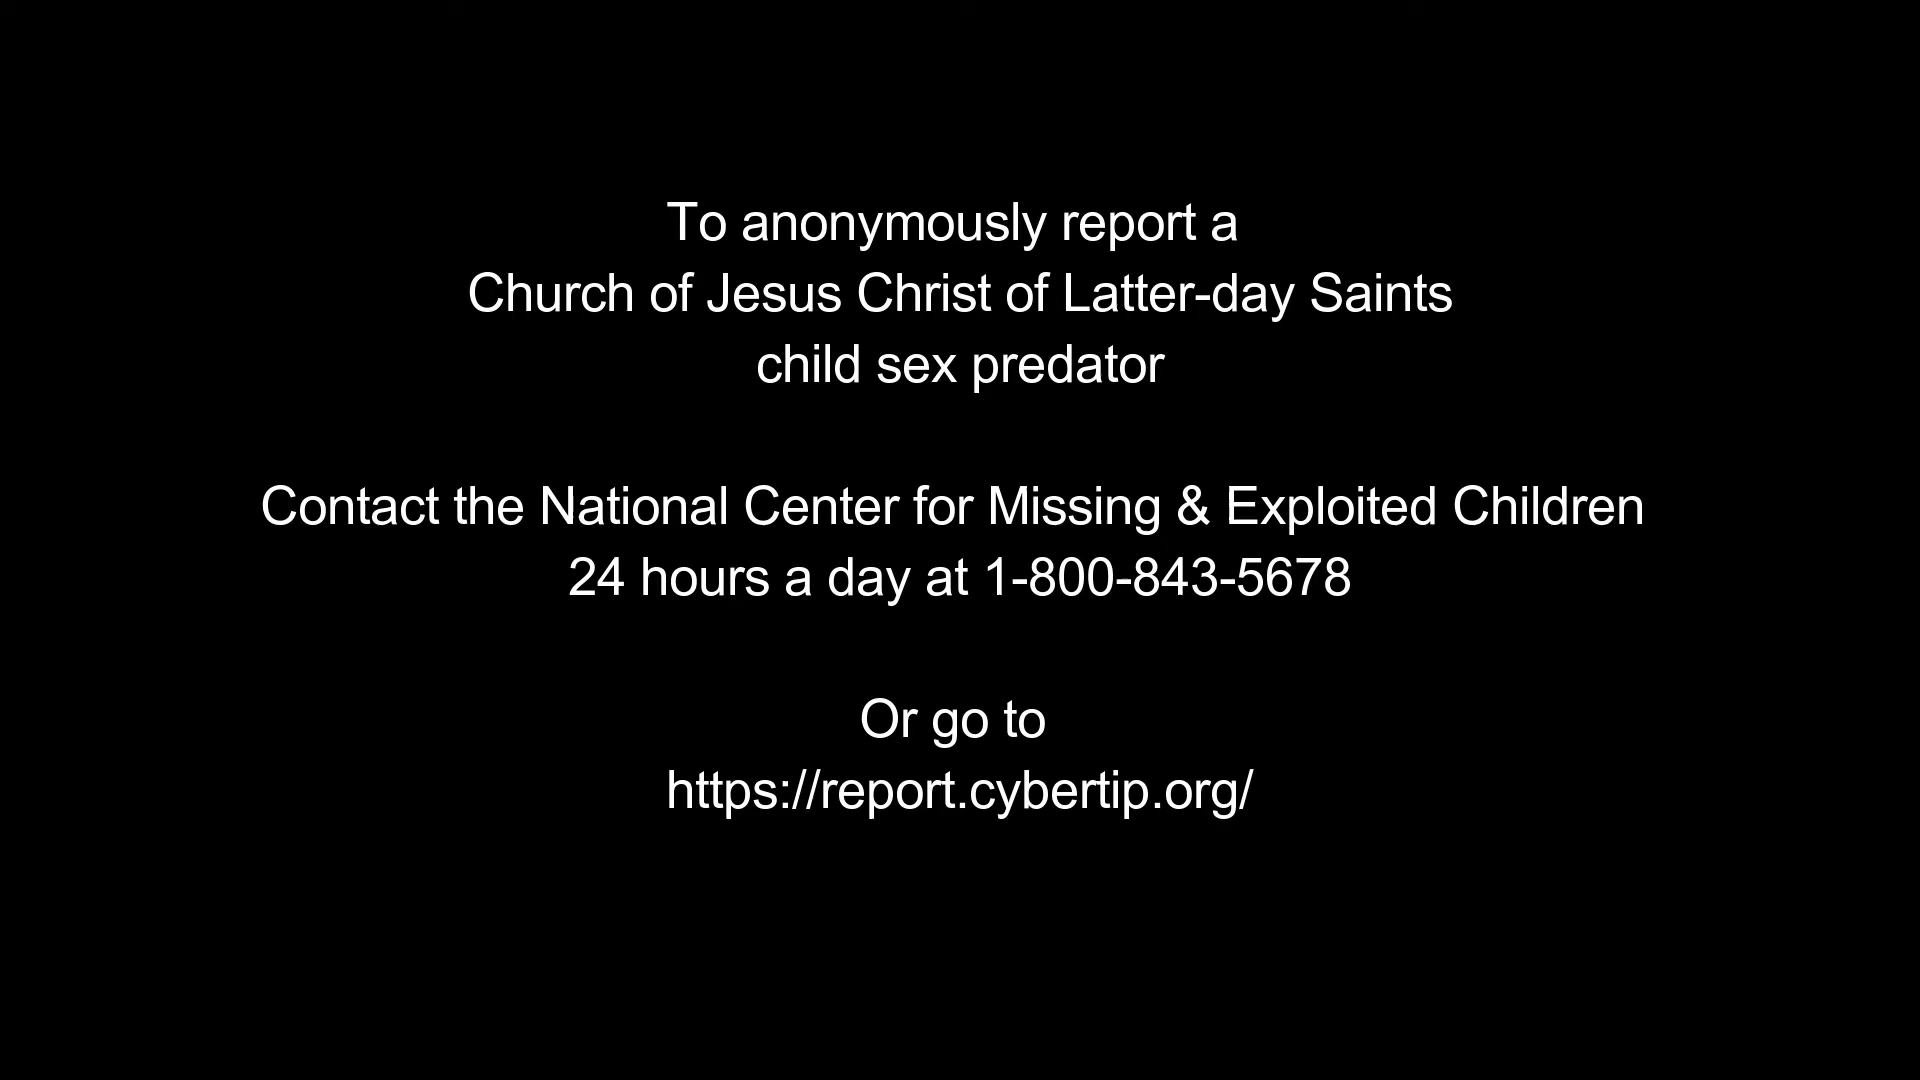 To anonymously report a
Church of Jesus Christ of Latter-day Saints
child sex predator
Contact the National Center for Missing & Exploited Children
24 hours a day at 1-800-843-5678
Or go to
https://report.cybertip.org/